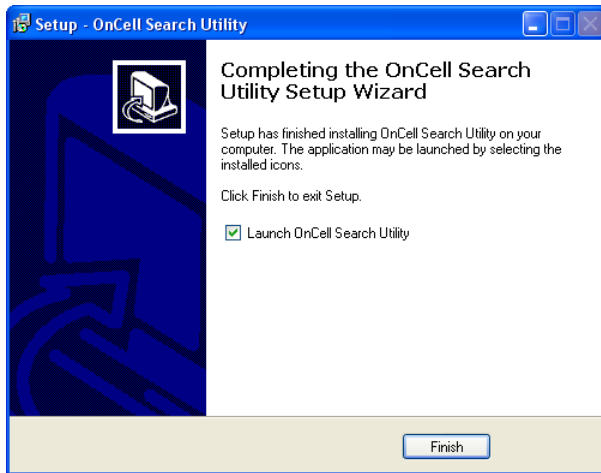 Setup - OnCell Search Utility
Completing the OnCell Search
Utility Setup Wizard
Setup has finished installing OnCell Search Utility on your
computer. The application may be launched by selecting the
installed icons.
Click Finish to exit Setup.
Launch OnCell Search Utility
Finish